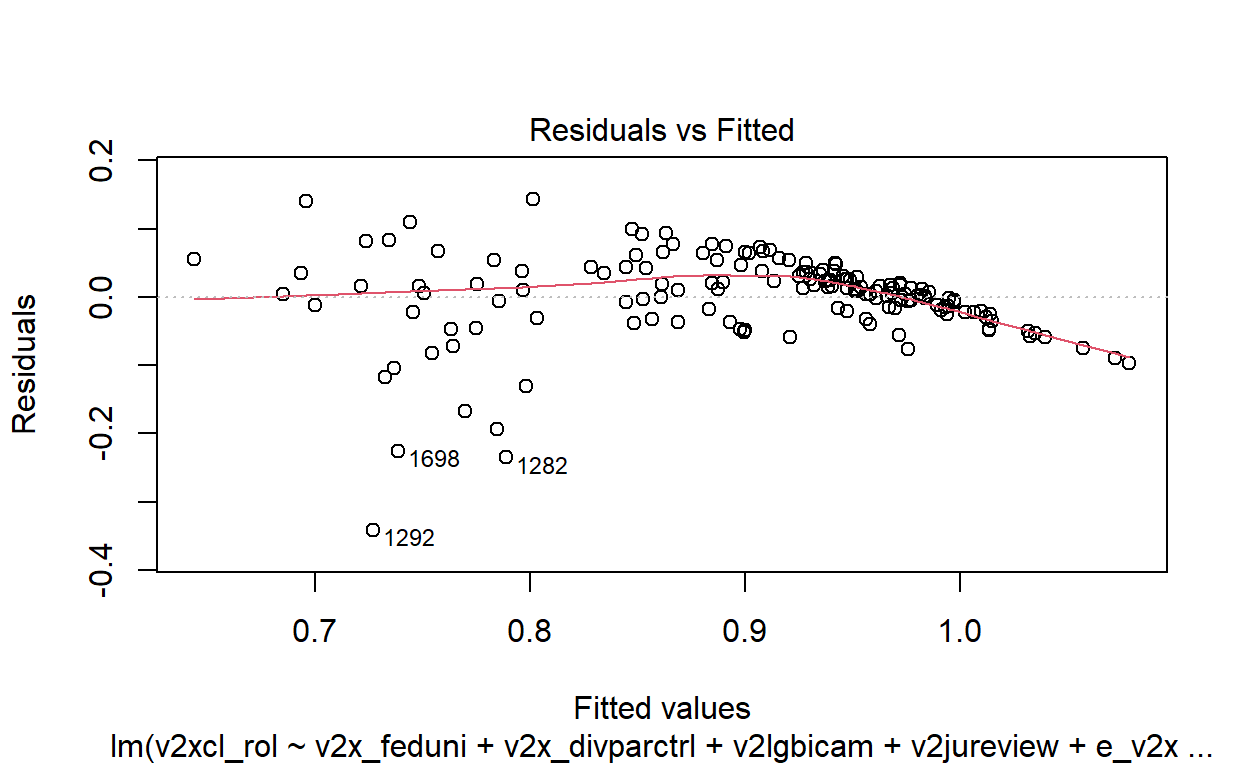 Residuals vs Fitted
Residuals
0.2
0.0
-0.2
-0.4
1698
1282
1292
0.7 0.8 0.9 1.0
Fitted values
lm(v2xcl_rol ~ v2x_feduni + v2x_divparctrl + v2lgbicam + v2jureview + e_v2x ...